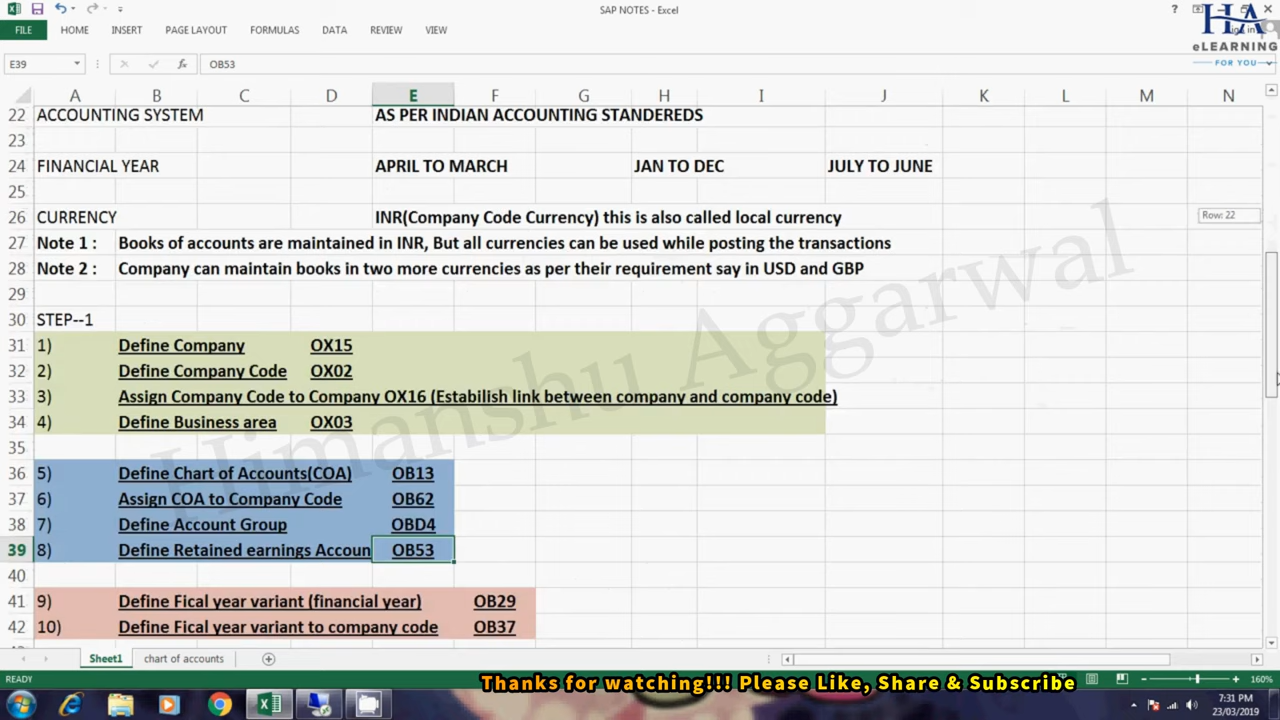 SAP NOTES - Excel
FILE HOME INSERT PAGE LAYOUT FORMULAS DATA REVIEW VIEW
HA
eLEARNING
FOR YOU
E39 OB53
A B C D E F G H I J K L M N
22 ACCOUNTING SYSTEM AS PER INDIAN ACCOUNTING STANDEREDS
23
24 FINANCIAL YEAR APRIL TO MARCH JAN TO DEC JULY TO JUNE
25
26 CURRENCY INR(Company Code Currency) this is also called local currency
Row: 22
27 Note 1 : Books of accounts are maintained in INR, But all currencies can be used while posting the transactions
28 Note 2 : Company can maintain books in two more currencies as per their requirement say in USD and GBP
29
30 STEP--1
31 1) Define Company OX15
32 2) Define Company Code OX02
33 3) Assign Company Code to Company OX16 (Estabilish link between company and company code)
34 4) Define Business area OX03
35
36 5) Define Chart of Accounts(COA) OB13
37 6) Assign COA to Company Code OB62
38 7) Define Account Group OBD4
39 8) Define Retained earnings Accoun OB53
40
41 9) Define Fical year variant (financial year) OB29
42 10) Define Fical year variant to company code OB37
Himanshu Aggarwal
Sheet1 chart of accounts
READY 160%
Thanks for watching!!! Please Like, Share & Subscribe
7:31 PM
23/03/2019